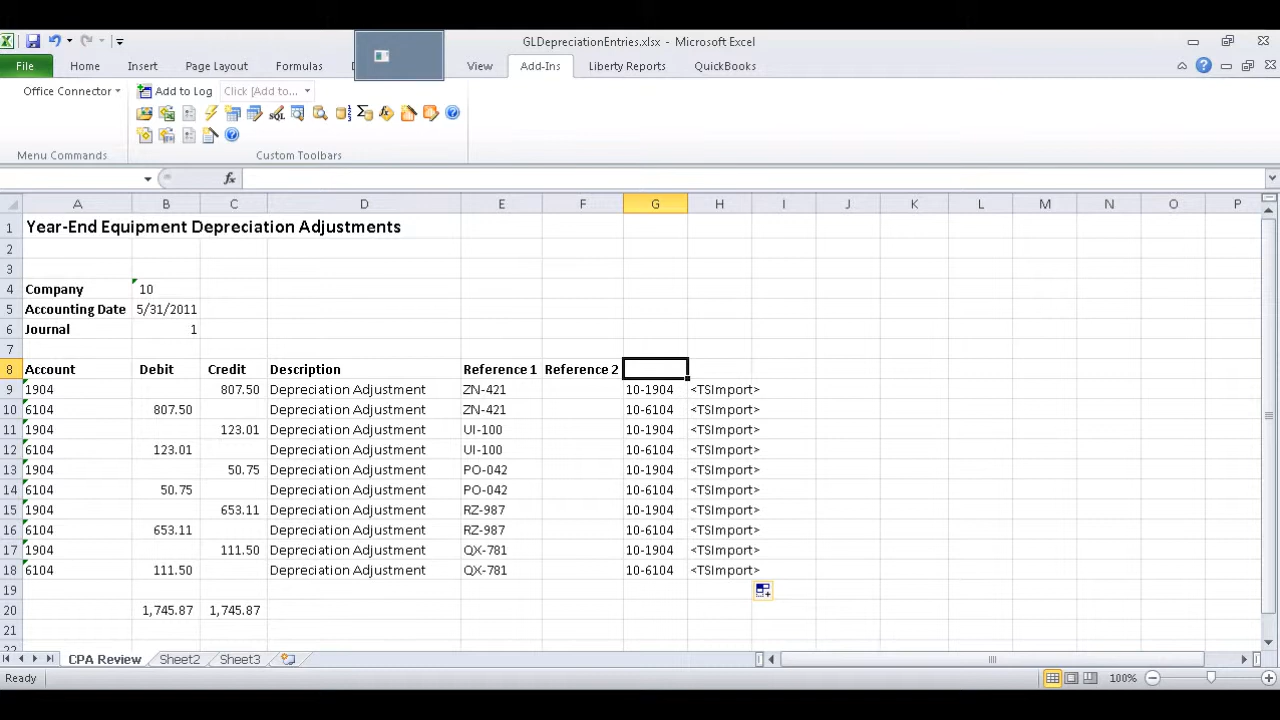 GLDepreciationEntries.xlsx - Microsoft Excel
File Home Insert Page Layout Formulas View Add-Ins Liberty Reports QuickBooks
Office Connector Add to Log Click [Add to...
Menu Commands Custom Toolbars
A B C D E F G H I J K L M N O P
1 Year-End Equipment Depreciation Adjustments
2
3
4 Company 10
5 Accounting Date 5/31/2011
6 Journal 1
7
8 Account Debit Credit Description Reference 1 Reference 2
9 1904 807.50 Depreciation Adjustment ZN-421 10-1904 <TSImport>
10 6104 807.50 Depreciation Adjustment ZN-421 10-6104 <TSImport>
11 1904 123.01 Depreciation Adjustment UI-100 10-1904 <TSImport>
12 6104 123.01 Depreciation Adjustment UI-100 10-6104 <TSImport>
13 1904 50.75 Depreciation Adjustment PO-042 10-1904 <TSImport>
14 6104 50.75 Depreciation Adjustment PO-042 10-6104 <TSImport>
15 1904 653.11 Depreciation Adjustment RZ-987 10-1904 <TSImport>
16 6104 653.11 Depreciation Adjustment RZ-987 10-6104 <TSImport>
17 1904 111.50 Depreciation Adjustment QX-781 10-1904 <TSImport>
18 6104 111.50 Depreciation Adjustment QX-781 10-6104 <TSImport>
19
20 1,745.87 1,745.87
21
CPA Review Sheet2 Sheet3
Ready 100%